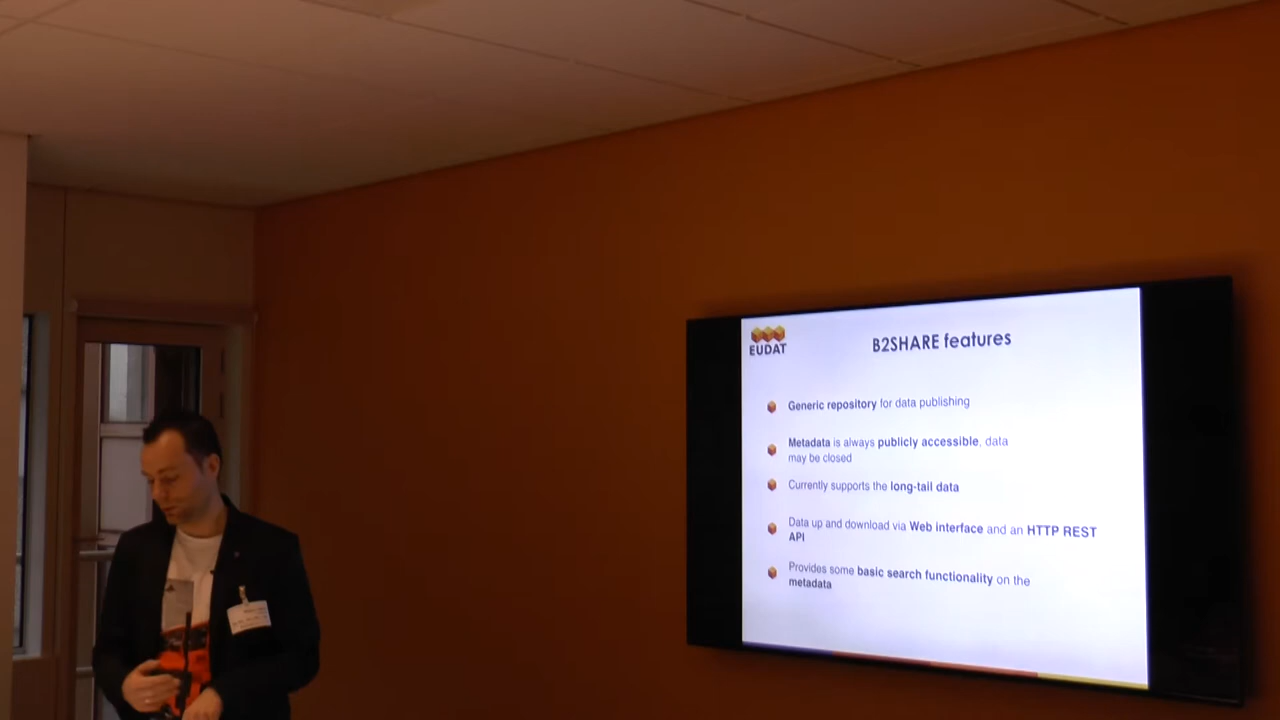 EUDAT
B2SHARE features
Generic repository for data publishing
Metadata is always publicly accessible, data
may be closed
Currently supports the long-tail data
Data up and download via Web interface and an HTTP REST
API
Provides some basic search functionality on the
metadata